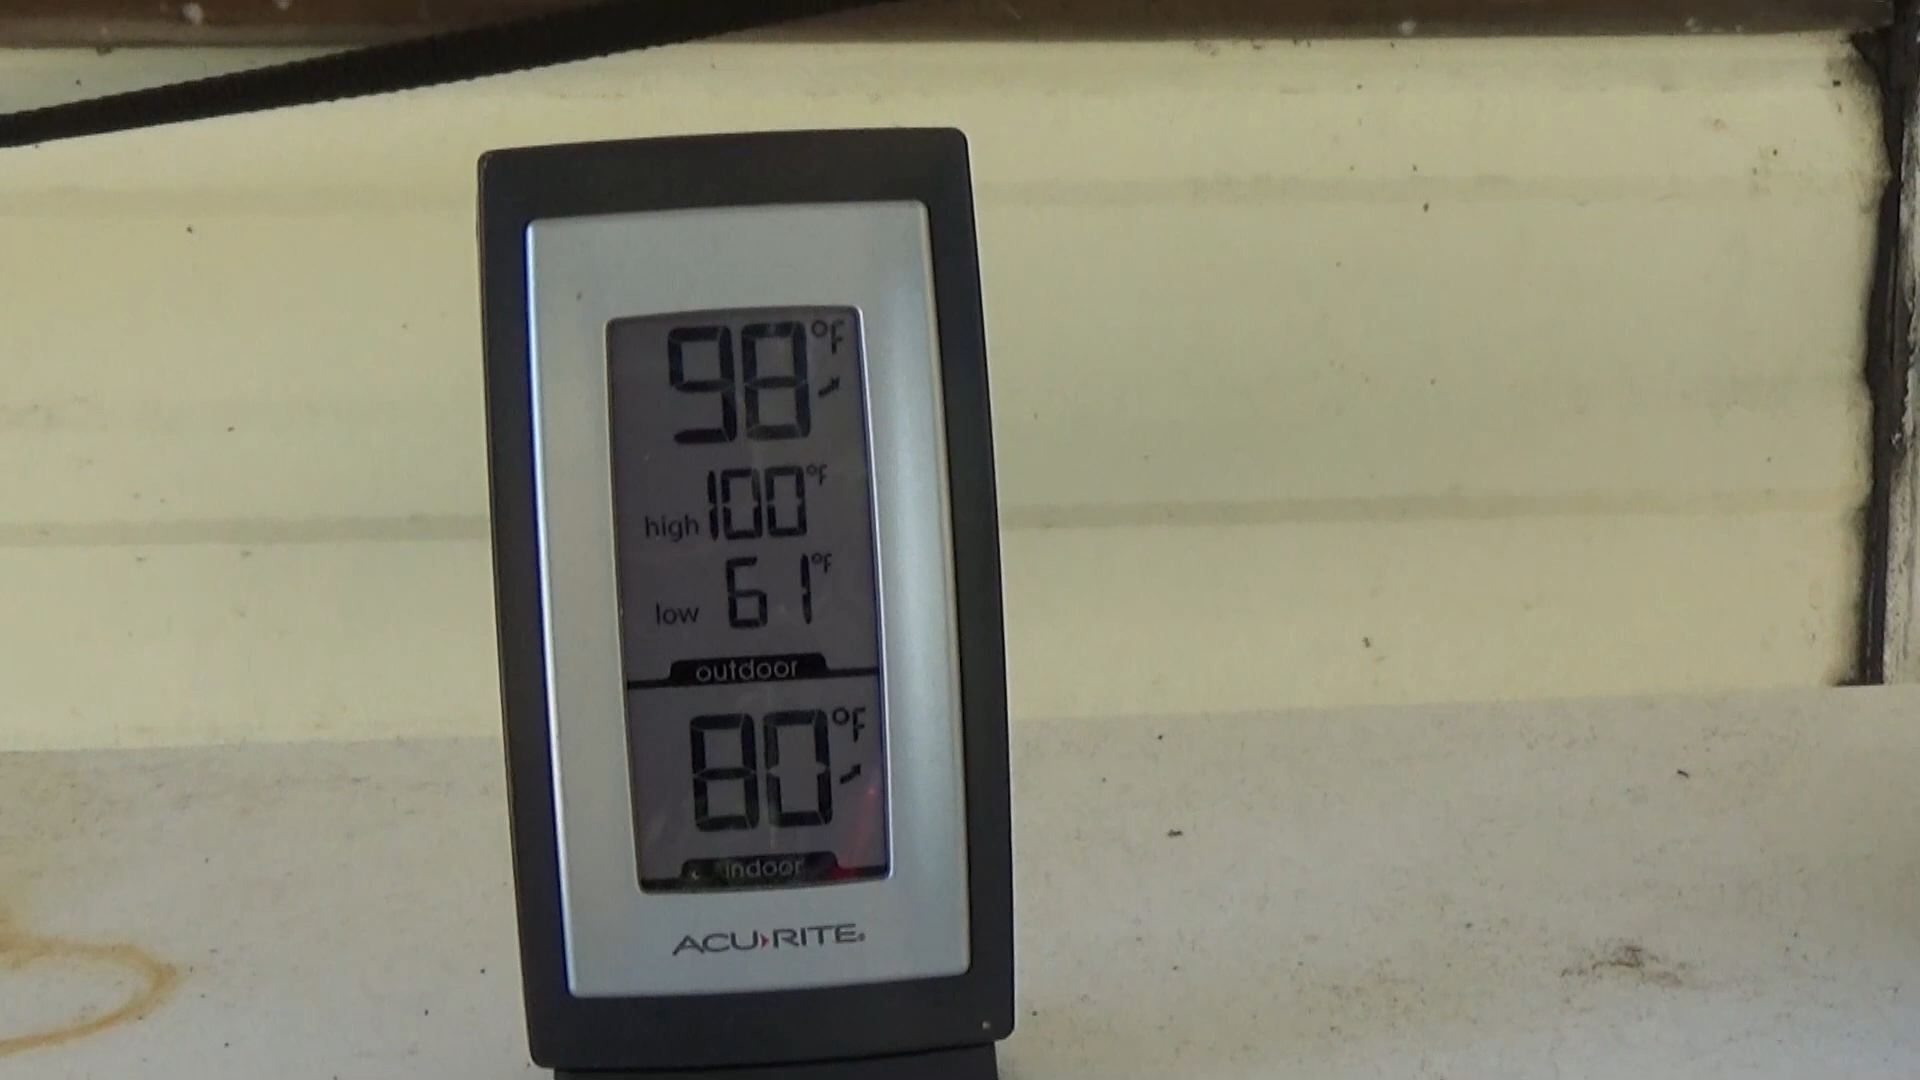 98°F
100°F
high
61°F
low
outdoor
80°F
indoor
ACU›RITE